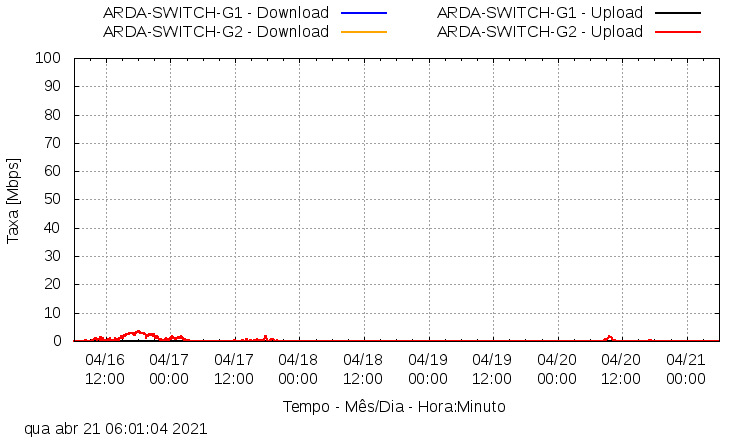 ARDA-SWITCH-G1 - Download ARDA-SWITCH-G1 - Upload
ARDA-SWITCH-G2 - Download ARDA-SWITCH-G2 - Upload
100
90
80
70
60
50
40
30
20
10
0
Taxa [Mbps]
04/16 04/17 04/17 04/18 04/18 04/19 04/19 04/20 04/20 04/21
12:00 00:00 12:00 00:00 12:00 00:00 12:00 00:00 12:00 00:00
Tempo - Mês/Dia - Hora:Minuto
qua abr 21 06:01:04 2021